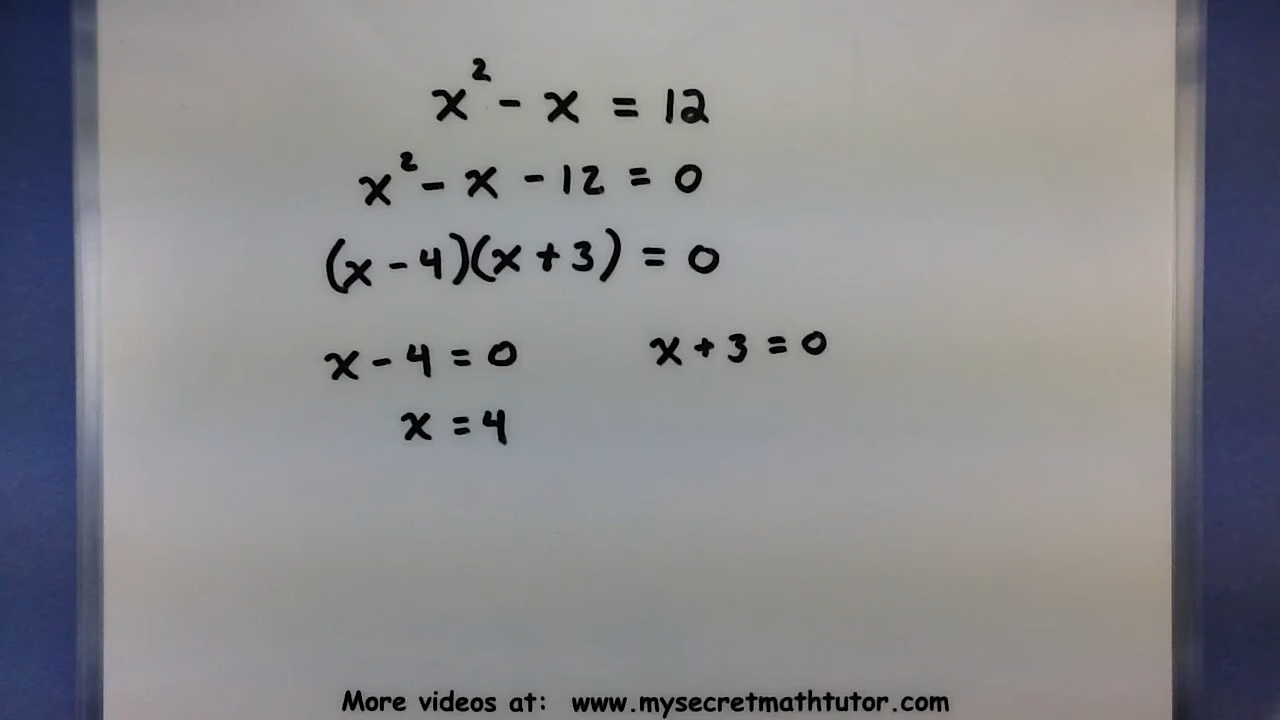 x² - x = 12
x² - x - 12 = 0
(x - 4)(x + 3) = 0
x - 4 = 0 x + 3 = 0
x = 4
More videos at: www.mysecretmathtutor.com